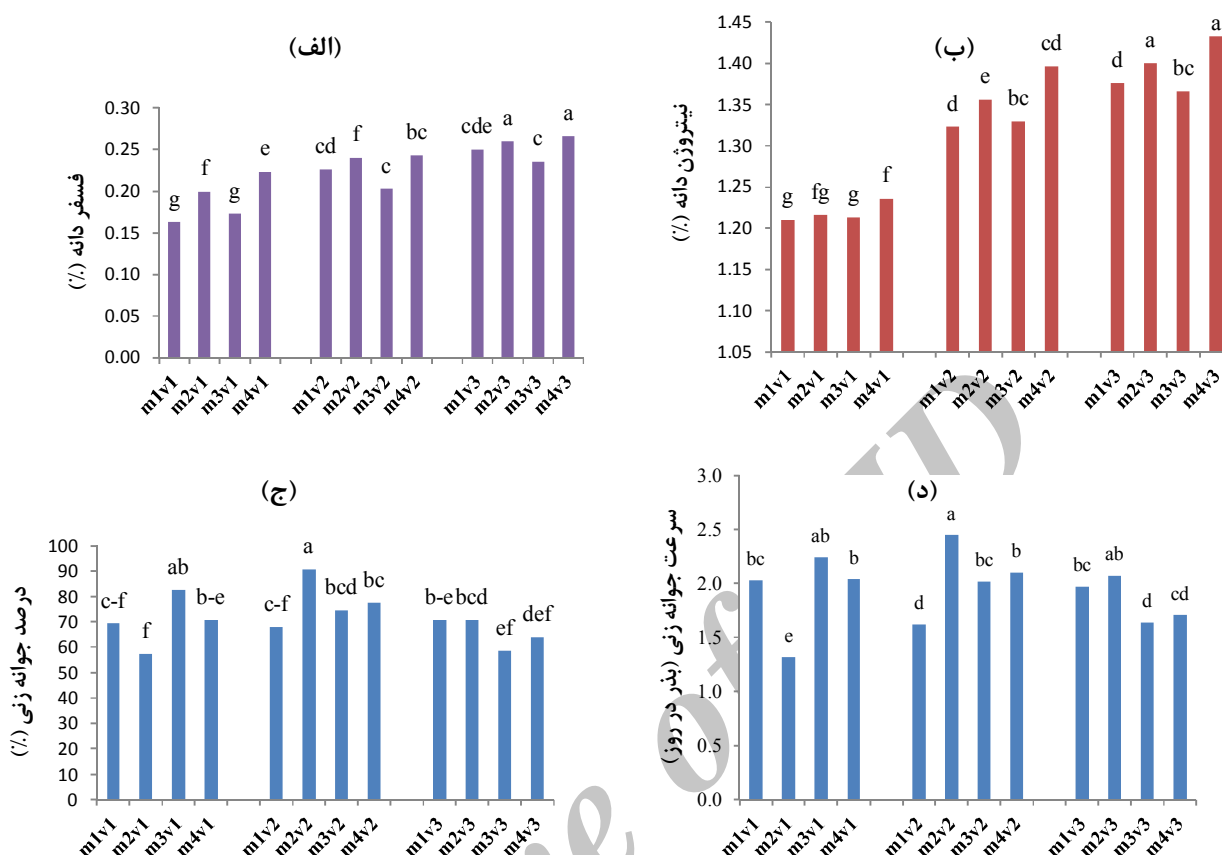 (الف)
فسفر دانه (٪)
0.30
0.25
0.20
0.15
0.10
0.05
0.00
g
f
g
e
cd
f
c
bc
cde
a
c
a
m1v1
m2v1
m3v1
m4v1
m1v2
m2v2
m3v2
m4v2
m1v3
m2v3
m3v3
m4v3
(ب)
نیتروژن دانه (٪)
1.45
1.40
1.35
1.30
1.25
1.20
1.15
1.10
1.05
g
fg
g
f
d
e
bc
cd
d
a
bc
a
m1v1
m2v1
m3v1
m4v1
m1v2
m2v2
m3v2
m4v2
m1v3
m2v3
m3v3
m4v3
(ج)
درصد جوانه زنی (٪)
100
90
80
70
60
50
40
30
20
10
0
c-f
f
ab
b-e
c-f
a
bcd
bc
b-e
bcd
ef
def
m1v1
m2v1
m3v1
m4v1
m1v2
m2v2
m3v2
m4v2
m1v3
m2v3
m3v3
m4v3
(د)
سرعت جوانه زنی (بذر در روز)
3.0
2.5
2.0
1.5
1.0
0.5
0.0
bc
e
ab
b
d
a
bc
b
bc
ab
d
cd
m1v1
m2v1
m3v1
m4v1
m1v2
m2v2
m3v2
m4v2
m1v3
m2v3
m3v3
m4v3
of